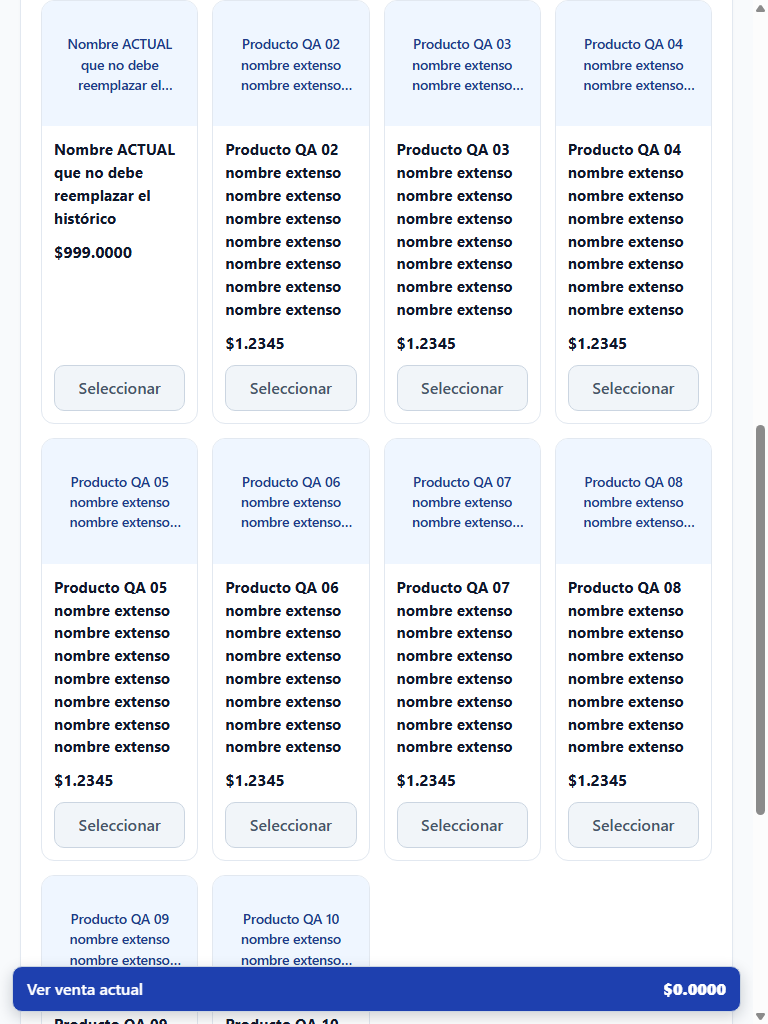 Nombre ACTUAL
que no debe
reemplazar el...
Nombre ACTUAL
que no debe
reemplazar el
histórico
$999.0000
Seleccionar
Producto QA 02
nombre extenso
nombre extenso...
Producto QA 02
nombre extenso
nombre extenso
nombre extenso
nombre extenso
nombre extenso
nombre extenso
nombre extenso
$1.2345
Seleccionar
Producto QA 03
nombre extenso
nombre extenso...
Producto QA 03
nombre extenso
nombre extenso
nombre extenso
nombre extenso
nombre extenso
nombre extenso
nombre extenso
$1.2345
Seleccionar
Producto QA 04
nombre extenso
nombre extenso...
Producto QA 04
nombre extenso
nombre extenso
nombre extenso
nombre extenso
nombre extenso
nombre extenso
nombre extenso
$1.2345
Seleccionar
Producto QA 05
nombre extenso
nombre extenso...
Producto QA 05
nombre extenso
nombre extenso
nombre extenso
nombre extenso
nombre extenso
nombre extenso
nombre extenso
$1.2345
Seleccionar
Producto QA 06
nombre extenso
nombre extenso...
Producto QA 06
nombre extenso
nombre extenso
nombre extenso
nombre extenso
nombre extenso
nombre extenso
nombre extenso
$1.2345
Seleccionar
Producto QA 07
nombre extenso
nombre extenso...
Producto QA 07
nombre extenso
nombre extenso
nombre extenso
nombre extenso
nombre extenso
nombre extenso
nombre extenso
$1.2345
Seleccionar
Producto QA 08
nombre extenso
nombre extenso...
Producto QA 08
nombre extenso
nombre extenso
nombre extenso
nombre extenso
nombre extenso
nombre extenso
nombre extenso
$1.2345
Seleccionar
Producto QA 09
nombre extenso
nombre extenso...
Producto QA 09
Producto QA 10
nombre extenso
nombre extenso...
Producto QA 10
Ver venta actual
$0.0000